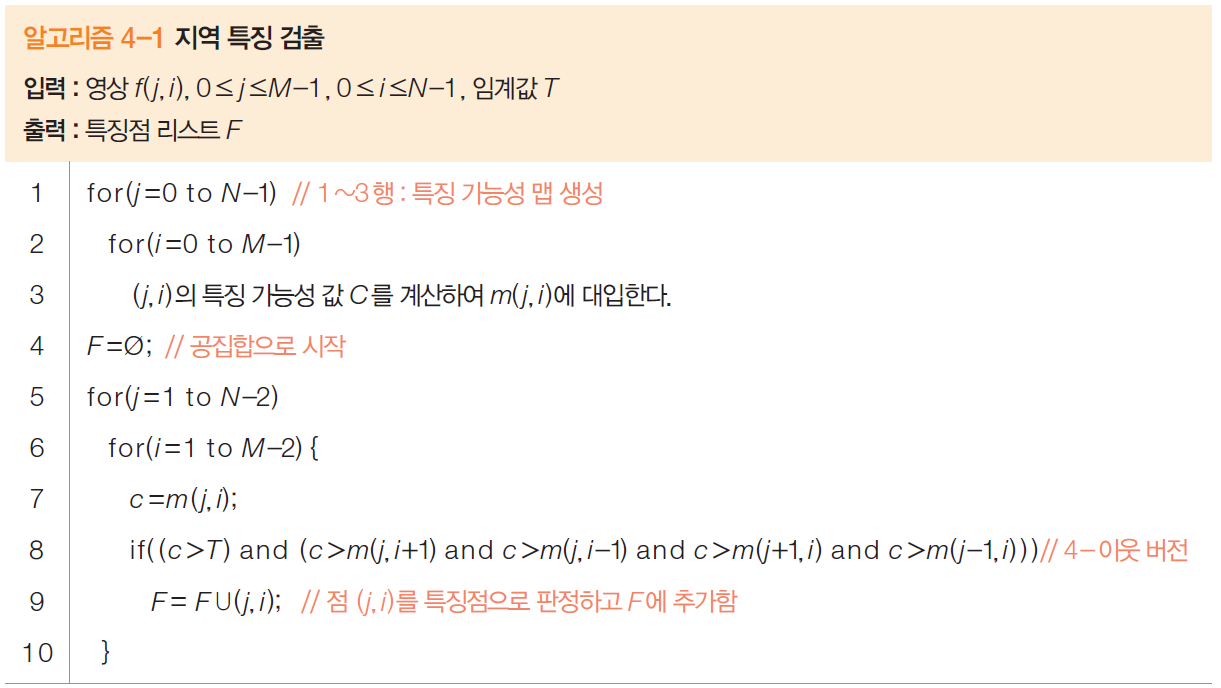 알고리즘 4-1 지역 특징 검출
입력 : 영상 f(j, i), 0≤j≤M-1, 0≤i≤N-1, 임계값 T
출력 : 특징점 리스트 F
1 for(j=0 to N-1) // 1~3행 : 특징 가능성 맵 생성
2 for(i=0 to M-1)
3 (j, i)의 특징 가능성 값 C를 계산하여 m(j, i)에 대입한다.
4 F=Ø; // 공집합으로 시작
5 for(j=1 to N-2)
6 for(i=1 to M-2) {
7 c=m(j, i);
8 if((c>T) and (c>m(j, i+1) and c>m(j, i-1) and c>m(j+1, i) and c>m(j-1, i)))// 4-이웃 버전
9 F= F∪(j, i); // 점 (j, i)를 특징점으로 판정하고 F에 추가함
10 }